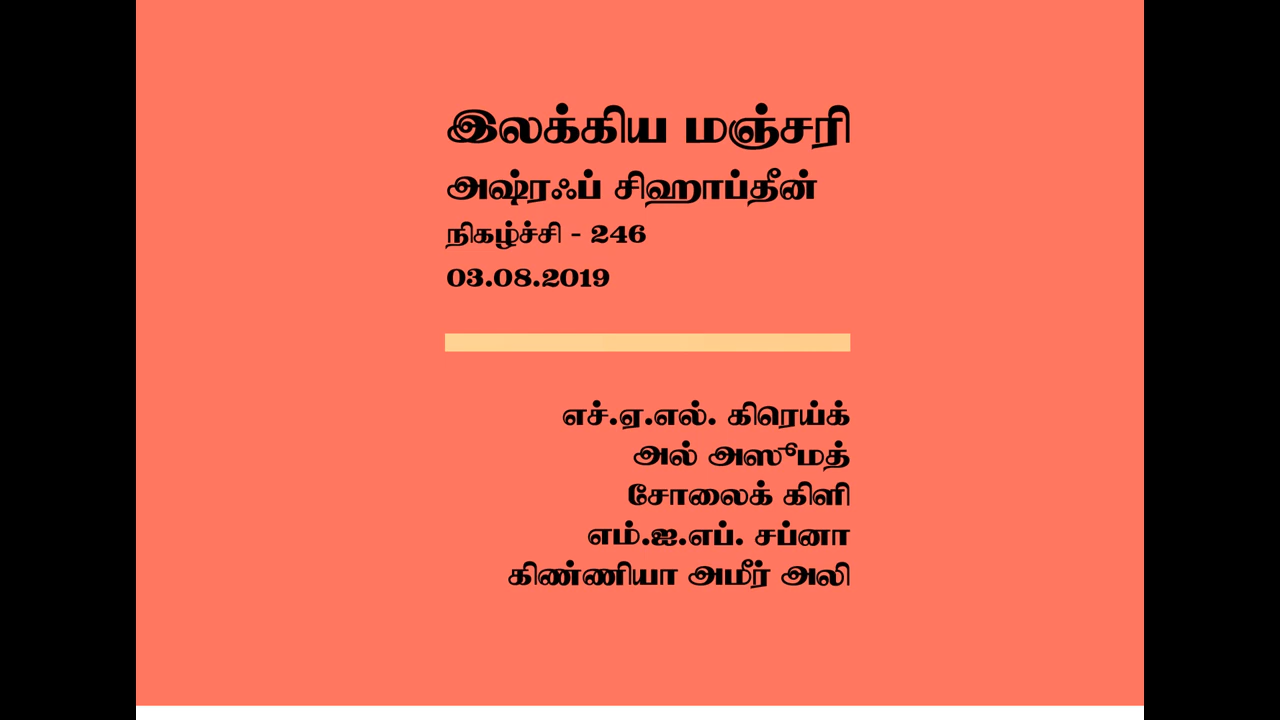 இலக்கிய மஞ்சரி
அஷ்ரஃப் சிஹாப்தீன்
நிகழ்ச்சி - 246
03.08.2019
எச்.ஏ.எல். கிரெய்க்
அல் அஸூமத்
சோலைக் கிளி
எம்.ஐ.எப். சப்னா
கிண்ணியா அமீர் அலி